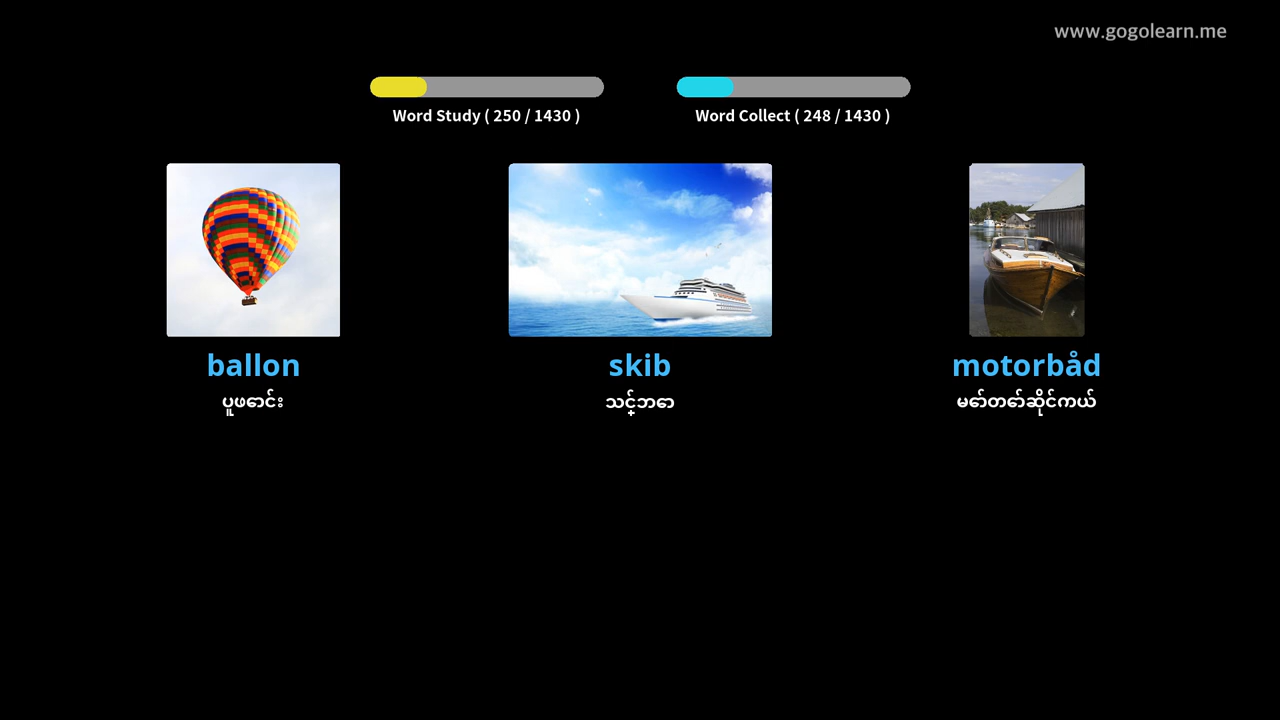 www.gogolearn.me
Word Study ( 250 / 1430 )
Word Collect ( 248 / 1430 )
ballon
ပူဖောင်း
skib
သင်္ဘော
motorbåd
မော်တော်ဆိုင်ကယ်